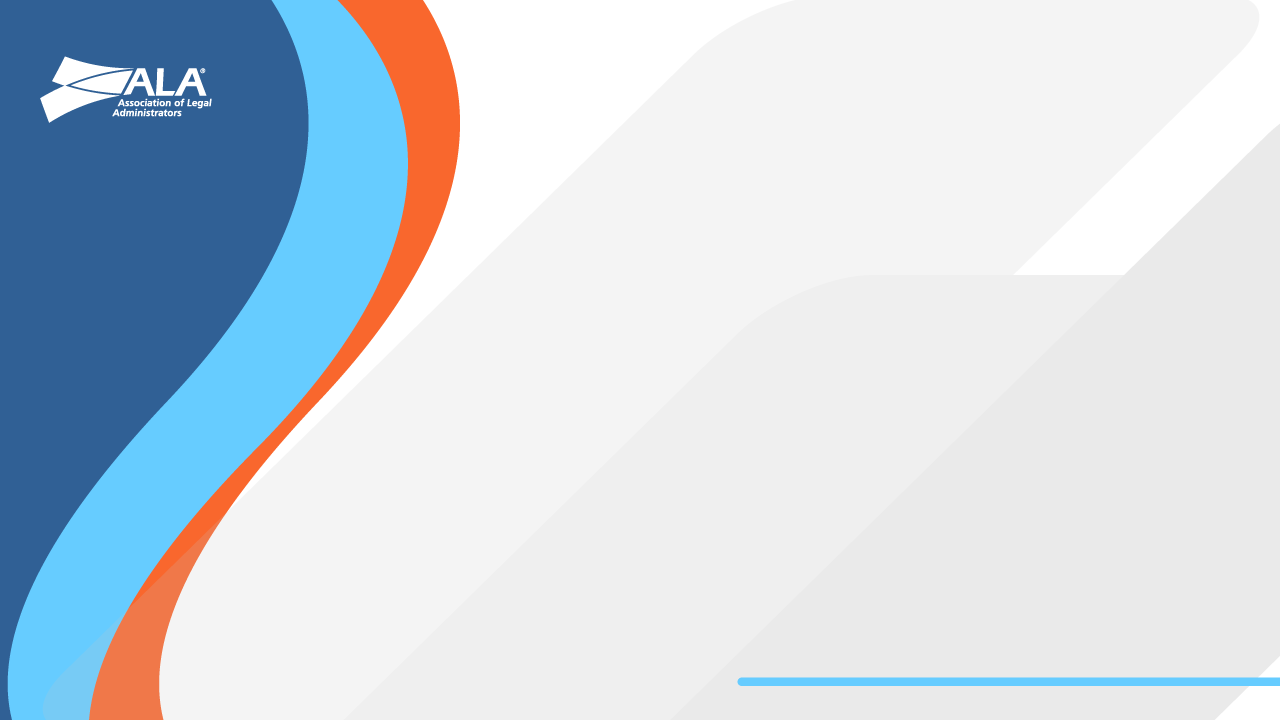 ALA®
Association of Legal
Administrators